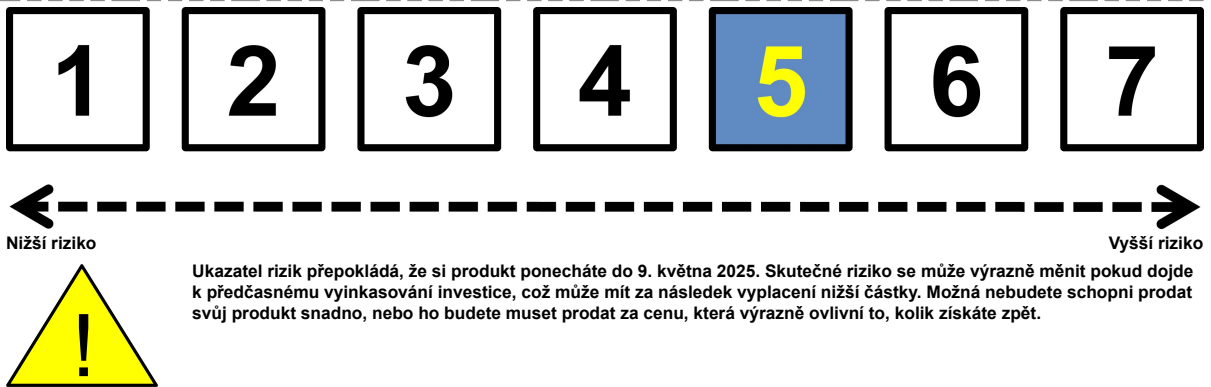 1 2 3 4 5 6 7
Nižší riziko Vyšší riziko
Ukazatel rizik přepokládá, že si produkt ponecháte do 9. května 2025. Skutečné riziko se může výrazně měnit pokud dojde
k předčasnému vyinkasování investice, což může mít za následek vyplacení nižší částky. Možná nebudete schopni prodat
svůj produkt snadno, nebo ho budete muset prodat za cenu, která výrazně ovlivní to, kolik získáte zpět.
!